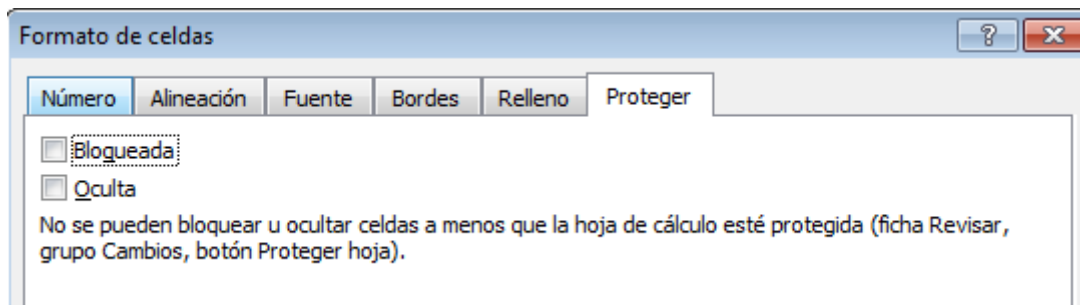 Formato de celdas
Número Alineación Fuente Bordes Relleno Proteger
Bloqueada
Oculta
No se pueden bloquear u ocultar celdas a menos que la hoja de cálculo esté protegida (ficha Revisar,
grupo Cambios, botón Proteger hoja).